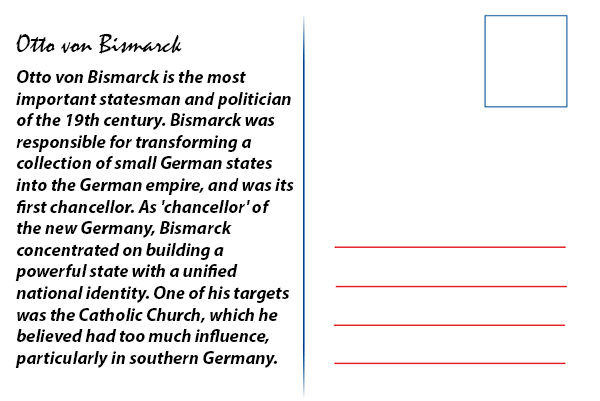 Otto von Bismarck
Otto von Bismarck is the most
important statesman and politician
of the 19th century. Bismarck was
responsible for transforming a
collection of small German states
into the German empire, and was its
first chancellor. As 'chancellor' of
the new Germany, Bismarck
concentrated on building a
powerful state with a unified
national identity. One of his targets
was the Catholic Church, which he
believed had too much influence,
particularly in southern Germany.